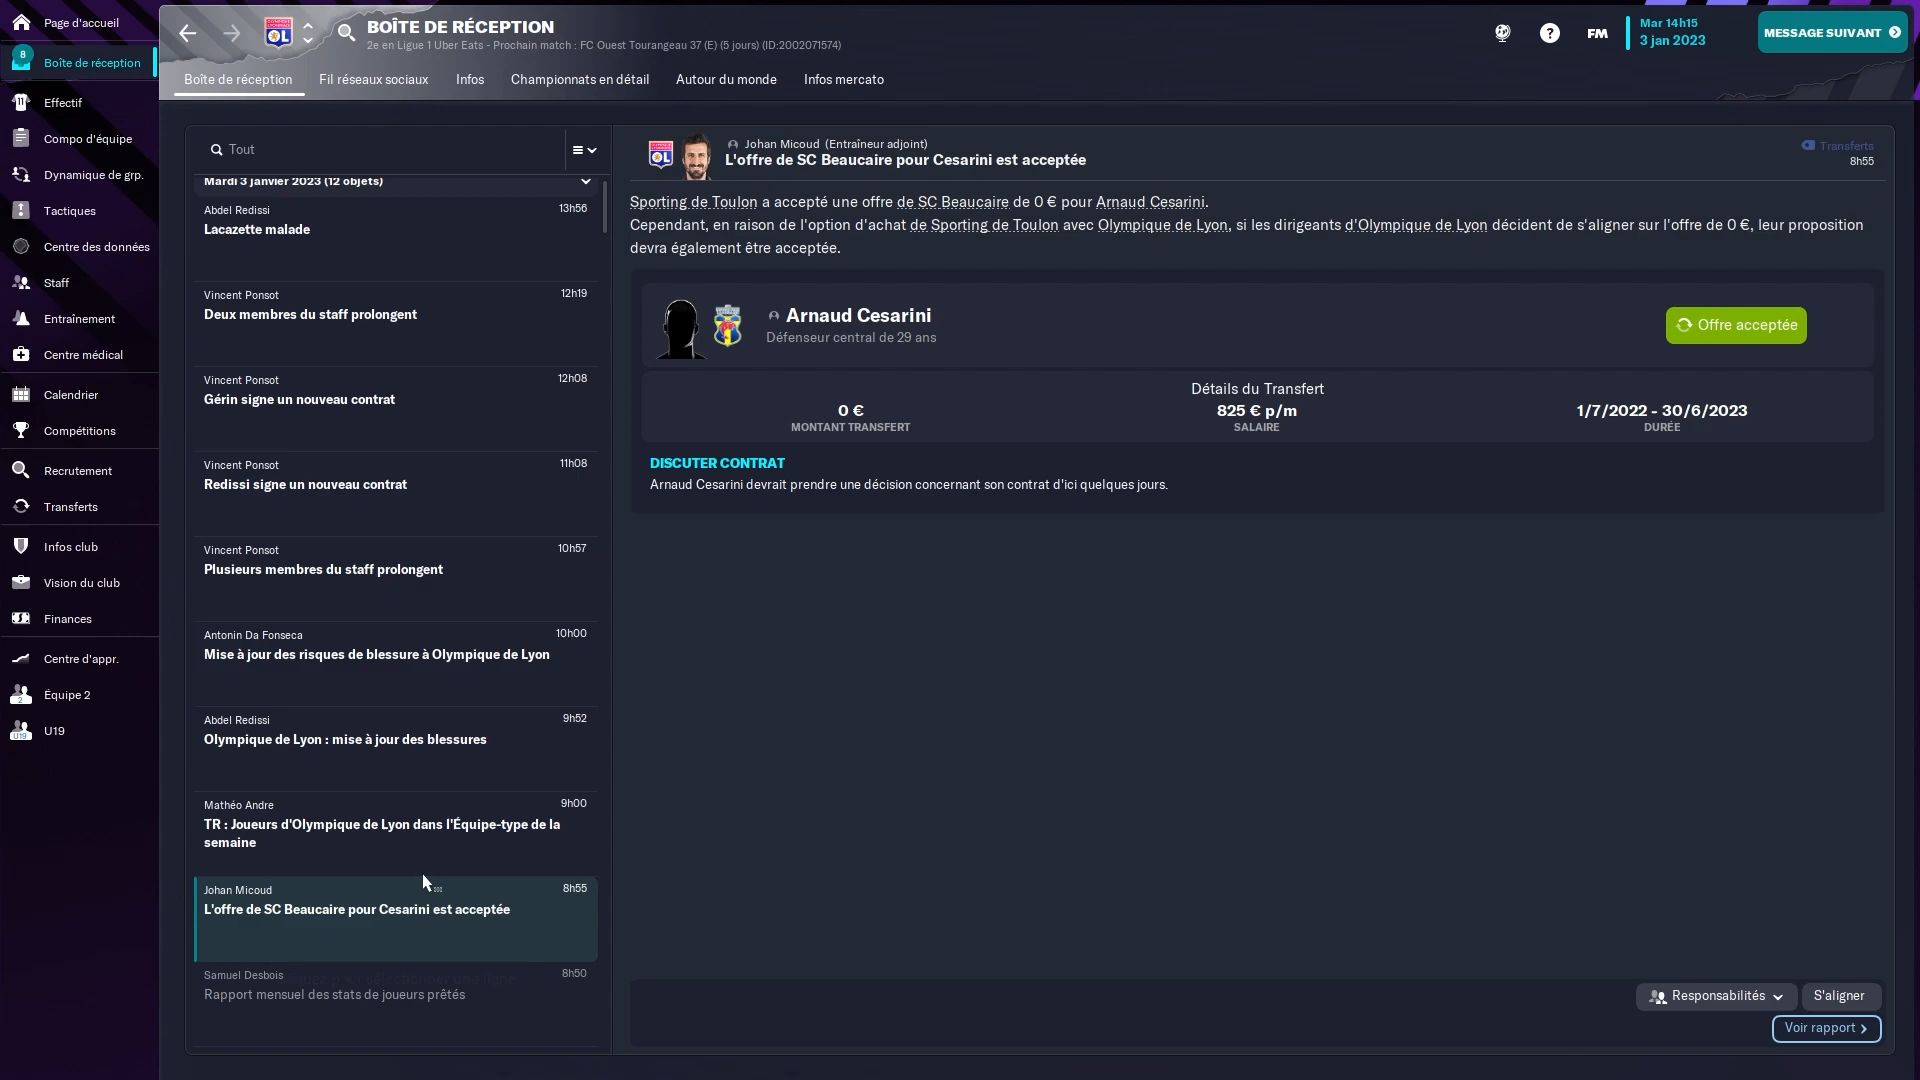 Page d'accueil
8
Boîte de réception
Effectif
Compo d'équipe
Dynamique de grp.
Tactiques
Centre des données
Staff
Entraînement
Centre médical
Calendrier
Compétitions
Recrutement
Transferts
Infos club
Vision du club
Finances
Centre d'appr.
2
Équipe 2
U19
U19
BOÎTE DE RÉCEPTION
2e en Ligue 1 Uber Eats - Prochain match : FC Ouest Tourangeau 37 (E) (5 jours) (ID:2002071574)
FM
Mar 14h15
3 jan 2023
MESSAGE SUIVANT
Boîte de réception
Fil réseaux sociaux
Infos
Championnats en détail
Autour du monde
Infos mercato
Tout
Mardi 3 janvier 2023 (12 objets)
Abdel Redissi 13h56
Lacazette malade
Vincent Ponsot 12h19
Deux membres du staff prolongent
Vincent Ponsot 12h08
Gérin signe un nouveau contrat
Vincent Ponsot 11h08
Redissi signe un nouveau contrat
Vincent Ponsot 10h57
Plusieurs membres du staff prolongent
Antonin Da Fonseca 10h00
Mise à jour des risques de blessure à Olympique de Lyon
Abdel Redissi 9h52
Olympique de Lyon : mise à jour des blessures
Mathéo Andre 9h00
TR : Joueurs d'Olympique de Lyon dans l'Équipe-type de la
semaine
Johan Micoud 8h55
L'offre de SC Beaucaire pour Cesarini est acceptée
Samuel Desbois 8h50
Rapport mensuel des stats de joueurs prêtés
Johan Micoud (Entraîneur adjoint)
L'offre de SC Beaucaire pour Cesarini est acceptée
Transferts
8h55
Sporting de Toulon a accepté une offre de SC Beaucaire de 0 € pour Arnaud Cesarini.
Cependant, en raison de l'option d'achat de Sporting de Toulon avec Olympique de Lyon, si les dirigeants d'Olympique de Lyon décident de s'aligner sur l'offre de 0 €, leur proposition
devra également être acceptée.
Arnaud Cesarini
Défenseur central de 29 ans
Offre acceptée
Détails du Transfert
0 € 825 € p/m 1/7/2022 - 30/6/2023
MONTANT TRANSFERT SALAIRE DURÉE
DISCUTER CONTRAT
Arnaud Cesarini devrait prendre une décision concernant son contrat d'ici quelques jours.
Responsabilités
S'aligner
Voir rapport